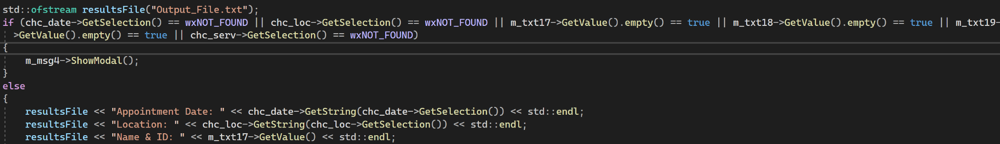 std::ofstream resultsFile("Output_File.txt");
if (chc_date->GetSelection() == wxNOT_FOUND || chc_loc->GetSelection() == wxNOT_FOUND || m_txt17->GetValue().empty() == true || m_txt18->GetValue().empty() == true || m_txt19-
>GetValue().empty() == true || chc_serv->GetSelection() == wxNOT_FOUND)
{
m_msg4->ShowModal();
}
else
{
resultsFile << "Appointment Date: " << chc_date->GetString(chc_date->GetSelection()) << std::endl;
resultsFile << "Location: " << chc_loc->GetString(chc_loc->GetSelection()) << std::endl;
resultsFile << "Name & ID: " << m_txt17->GetValue() << std::endl;